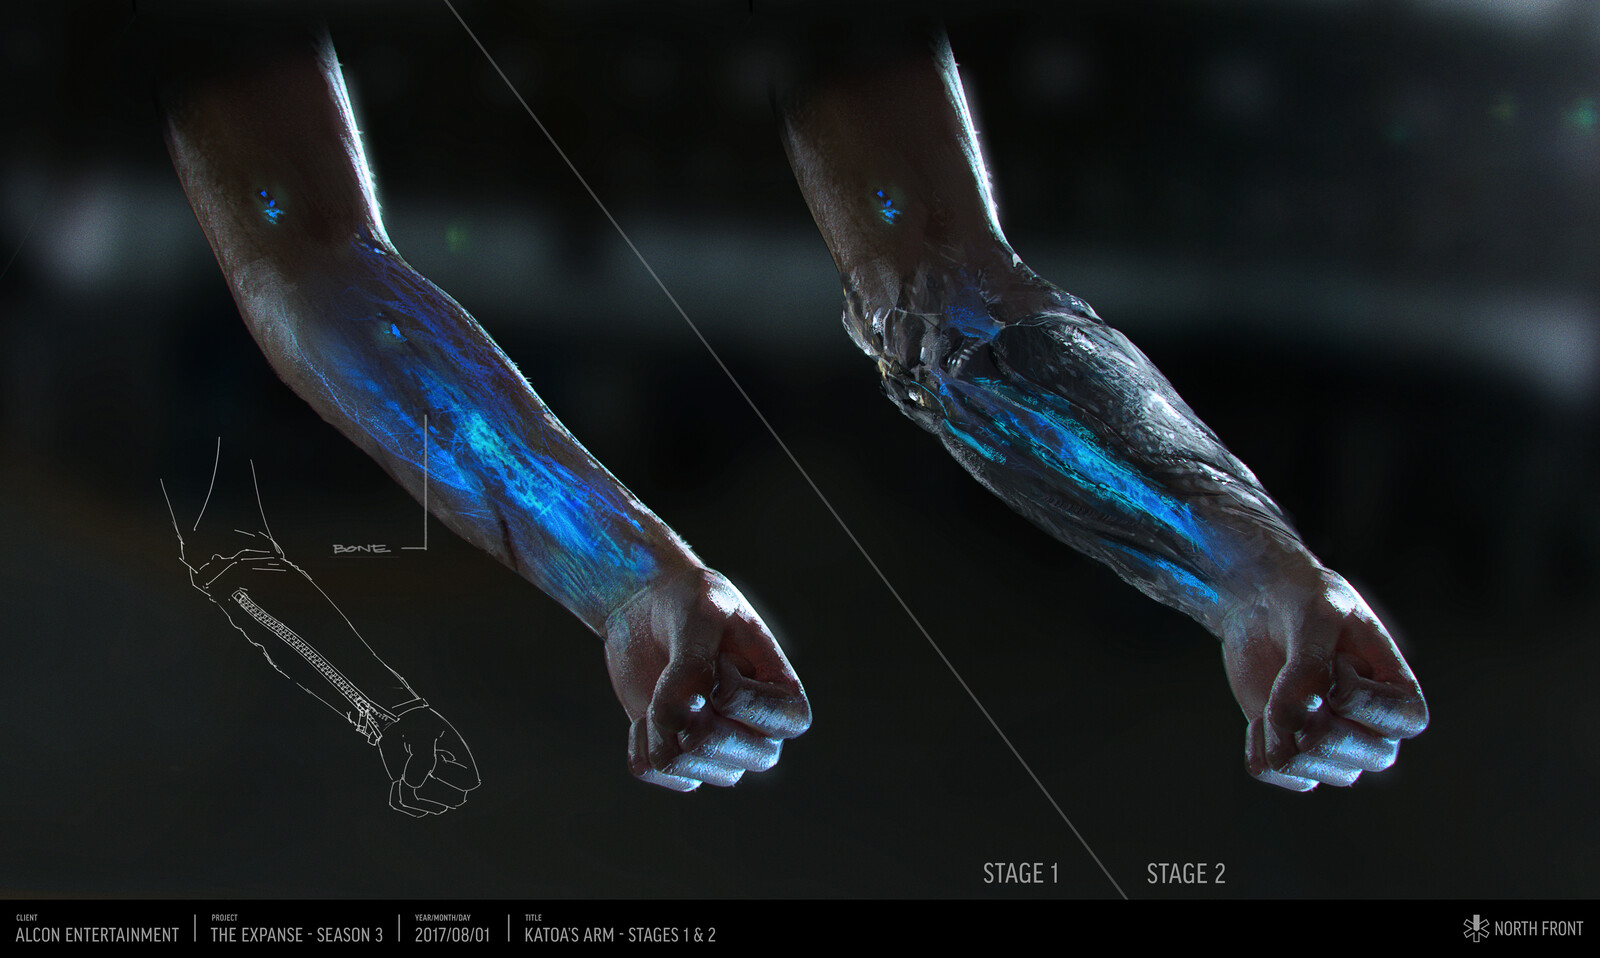 BONE
STAGE 1
STAGE 2
CLIENT
ALCON ENTERTAINMENT
PROJECT
THE EXPANSE - SEASON 3
YEAR/MONTH/DAY
2017/08/01
TITLE
KATOA'S ARM - STAGES 1 & 2
NORTH FRONT